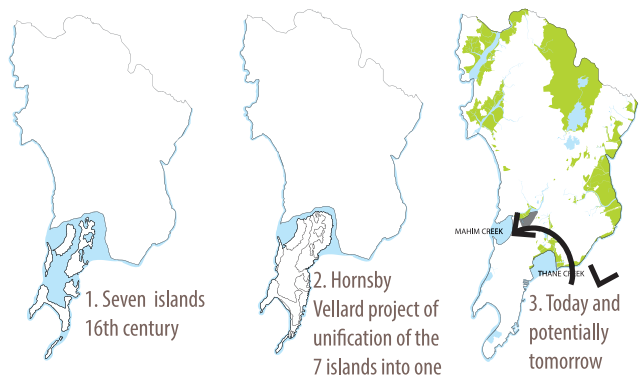 1. Seven islands
16th century
2. Hornsby
Vellard project of
unification of the
7 islands into one
MAHIM CREEK
THANE CREEK
3. Today and
potentially
tomorrow